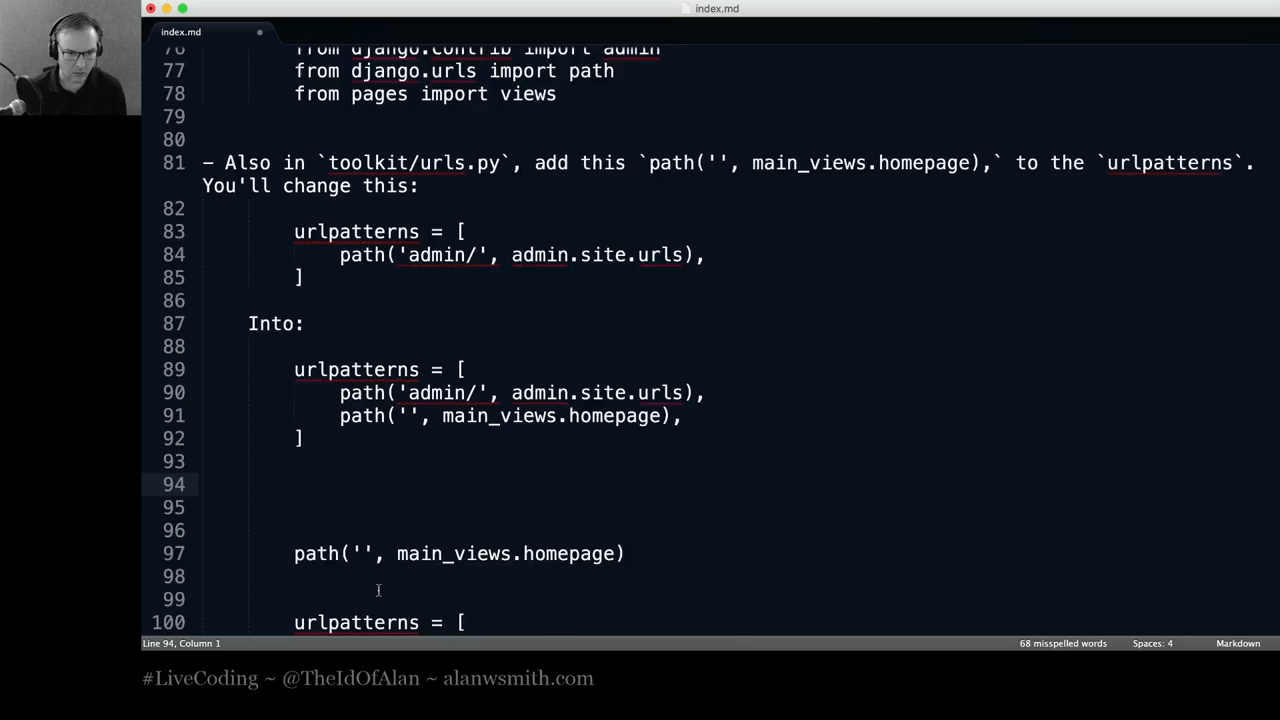 index.md
index.md
76 from django.contrib import admin
77 from django.urls import path
78 from pages import views
79
80
81 - Also in `toolkit/urls.py`, add this `path('', main_views.homepage),` to the `urlpatterns`.
You'll change this:
82
83 urlpatterns = [
84 path('admin/', admin.site.urls),
85 ]
86
87 Into:
88
89 urlpatterns = [
90 path('admin/', admin.site.urls),
91 path('', main_views.homepage),
92 ]
93
94
95
96
97 path('', main_views.homepage)
98
99
100 urlpatterns = [
Line 94, Column 1 68 misspelled words Spaces: 4 Markdown
#LiveCoding ~ @TheIdOfAlan ~ alanwsmith.com